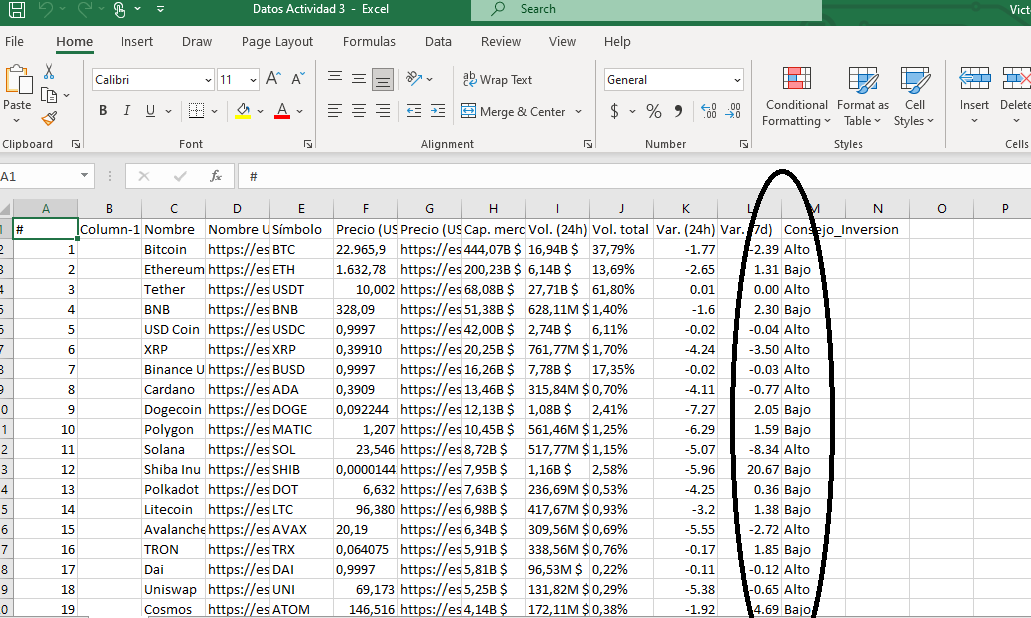 Datos Actividad 3 - Excel Search Vict
File Home Insert Draw Page Layout Formulas Data Review View Help
Calibri 11 A A Wrap Text General
Paste B I U A Merge & Center $ % Conditional Formatting Format as Table Cell Styles Insert Delete
Clipboard Font Alignment Number Styles Cells
A1 fx #
A B C D E F G H I J K L M N O P
# Column-1 Nombre Nombre U Símbolo Precio (US Precio (US Cap. merc Vol. (24h) Vol. total Var. (24h) Var. 7d) Consejo_Inversion
1 Bitcoin https://es BTC 22.965,9 444,07B $ 16,94B $ 37,79% -1.77 -2.39 Alto
2 Ethereum https://es ETH 1.632,78 https://es 200,23B $ 6,14B $ 13,69% -2.65 1.31 Bajo
3 Tether https://es USDT 10,002 https://es 68,08B $ 27,71B $ 61,80% 0.01 0.00 Alto
4 BNB https://es BNB 328,09 https://es 51,38B $ 628,11M $ 1,40% -1.6 2.30 Bajo
5 USD Coin https://es USDC 0,9997 https://es 42,00B $ 2,74B $ 6,11% -0.02 -0.04 Alto
6 XRP https://es XRP 0,39910 https://es 20,25B $ 761,77M $ 1,70% -4.24 -3.50 Alto
7 Binance U https://es BUSD 0,9997 https://es 16,26B $ 7,78B $ 17,35% -0.02 -0.03 Alto
8 Cardano https://es ADA 0,3909 https://es 13,46B $ 315,84M $ 0,70% -4.11 -0.77 Alto
9 Dogecoin https://es DOGE 0,092244 https://es 12,13B $ 1,08B $ 2,41% -7.27 2.05 Bajo
10 Polygon https://es MATIC 1,207 https://es 10,45B $ 561,46M $ 1,25% -6.29 1.59 Bajo
11 Solana https://es SOL 23,546 https://es 8,72B $ 517,77M $ 1,15% -5.07 -8.34 Alto
12 Shiba Inu https://es SHIB 0,0000144 https://es 7,95B $ 1,16B $ 2,58% -5.96 20.67 Bajo
13 Polkadot https://es DOT 6,632 https://es 7,63B $ 236,69M $ 0,53% -4.25 0.36 Bajo
14 Litecoin https://es LTC 96,380 https://es 6,98B $ 417,67M $ 0,93% -3.2 1.38 Bajo
15 Avalanche https://es AVAX 20,19 https://es 6,34B $ 309,56M $ 0,69% -5.55 -2.72 Alto
16 TRON https://es TRX 0,064075 https://es 5,91B $ 338,56M $ 0,76% -0.17 1.85 Bajo
17 Dai https://es DAI 0,9997 https://es 5,81B $ 96,53M $ 0,22% -0.11 -0.12 Alto
18 Uniswap https://es UNI 69,173 https://es 5,25B $ 131,82M $ 0,29% -5.38 -0.65 Alto
19 Cosmos https://es ATOM 146,516 https://es 4,14B $ 172,11M $ 0,38% -1.92 4.69 Bajo